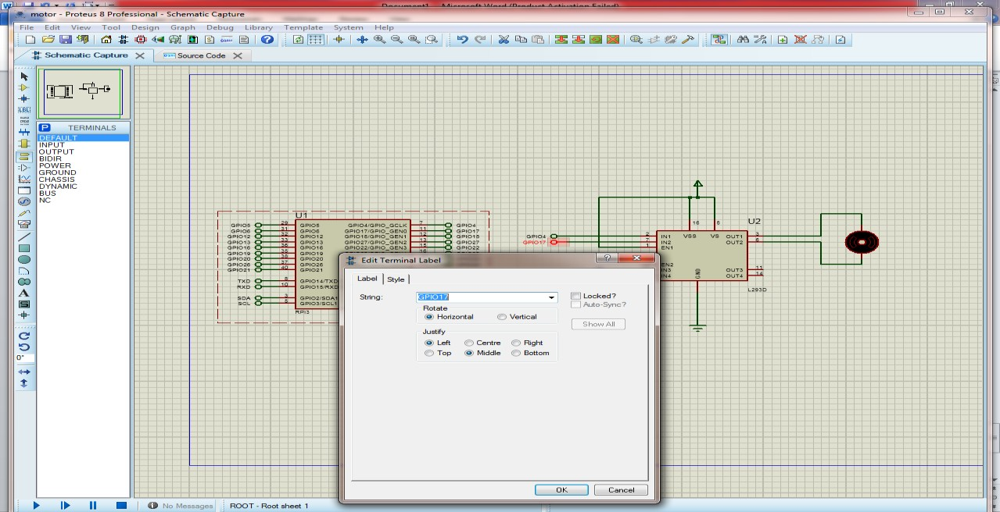 Document1 - Microsoft Word (Product Activation Failed)
motor - Proteus 8 Professional - Schematic Capture
File Edit View Tool Design Graph Debug Library Template System Help
Schematic Capture
Source Code
P TERMINALS
DEFAULT
INPUT
OUTPUT
BIDIR
POWER
GROUND
CHASSIS
DYNAMIC
BUS
NC
LBL
A
0°
U1
GPIO5 29 GPIO5 GPIO4/GPIO_GCLK 7 GPIO4
GPIO6 31 GPIO6 GPIO17/GPIO_GEN0 11 GPIO17
GPIO12 32 GPIO12 GPIO18/GPIO_GEN1 12 GPIO18
GPIO13 33 GPIO13 GPIO27/GPIO_GEN2 13 GPIO27
GPIO16 36 GPIO16 GPIO22/GPIO_GEN3 15 GPIO22
GPIO19 35 GPIO19
GPIO20 38 GPIO20
GPIO26 37 GPIO26
GPIO21 40 GPIO21
TXD 8 GPIO14/TXD
RXD 10 GPIO15/RXD
SDA 3 GPIO2/SDA1
SCL 5 GPIO3/SCL1
RPI3
GPIO4
GPIO17
U2
16 8
2 IN1 VSS VS OUT1 3
7 IN2 OUT2 6
1 EN1
EN2
IN3 OUT3 11
IN4 GND OUT4 14
L293D
Edit Terminal Label
Label Style
String: GPIO17
Locked?
Auto-Sync?
Show All
Rotate
Horizontal Vertical
Justify
Left Centre Right
Top Middle Bottom
OK Cancel
No Messages
ROOT - Root sheet 1